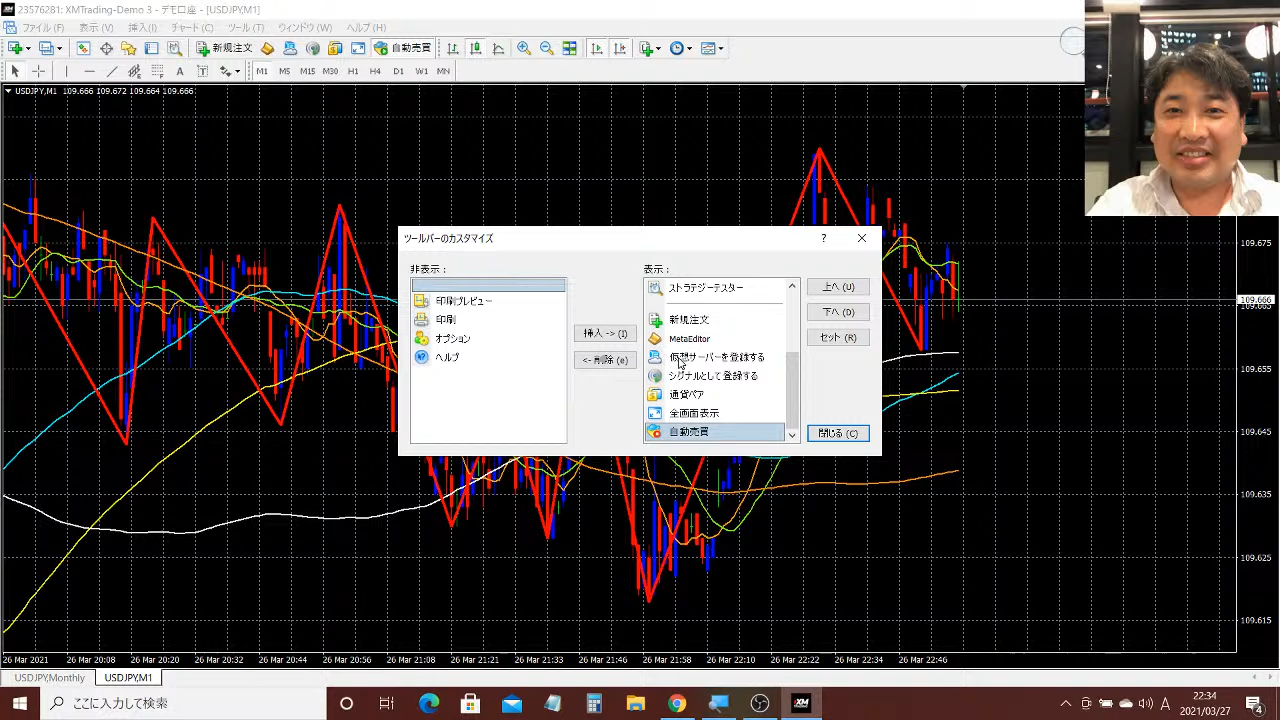 23576281: XMTrading-Demo 3 - デモ口座 - [USDJPY,M1]
ファイル (F) 表示 (V) 挿入(I) チャート (C) ツール (T) ウィンドウ (W) ヘルプ (H)
新規注文 自動売買
A T M1 M5 M15 M30 H1 H4 D1 W1 MN
USDJPY,M1 109.666 109.672 109.664 109.666
ツールバーのカスタマイズ ?
非表示 :
印刷プレビュー
印刷
オプション
ヘルプ
挿入 -> (I)
<- 削除 (e)
表示 :
ストラテジーテスター
新規注文
MetaEditor
仮想サーバーを登録する
シグナルとして登録する
通貨ペア
全画面表示
自動売買
上へ (U)
下へ (D)
セット (R)
閉じる (C)
109.675
109.666
109.655
109.645
109.635
109.625
109.615
26 Mar 2021 26 Mar 20:08 26 Mar 20:20 26 Mar 20:32 26 Mar 20:44 26 Mar 20:56 26 Mar 21:08 26 Mar 21:21 26 Mar 21:33 26 Mar 21:46 26 Mar 21:58 26 Mar 22:10 26 Mar 22:22 26 Mar 22:34 26 Mar 22:46
USDJPY,Monthly USDJPY,M1
ここに入力して検索
XM
A
22:34
2021/03/27
4